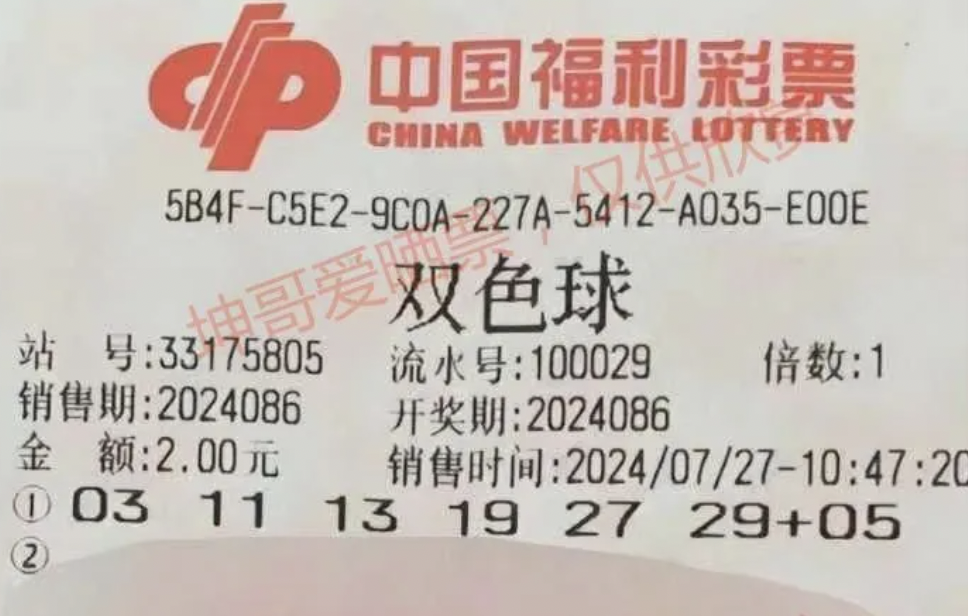 中国福利彩票
CHINA WELFARE LOTTERY
5B4F-C5E2-9C0A-227A-5412-A035-E00E
坤哥爱晒票，仅供欣赏
双色球
站 号:33175805 流水号:100029 倍数:1
销售期:2024086 开奖期:2024086
金 额:2.00元 销售时间:2024/07/27-10:47:20
① 03 11 13 19 27 29+05
②